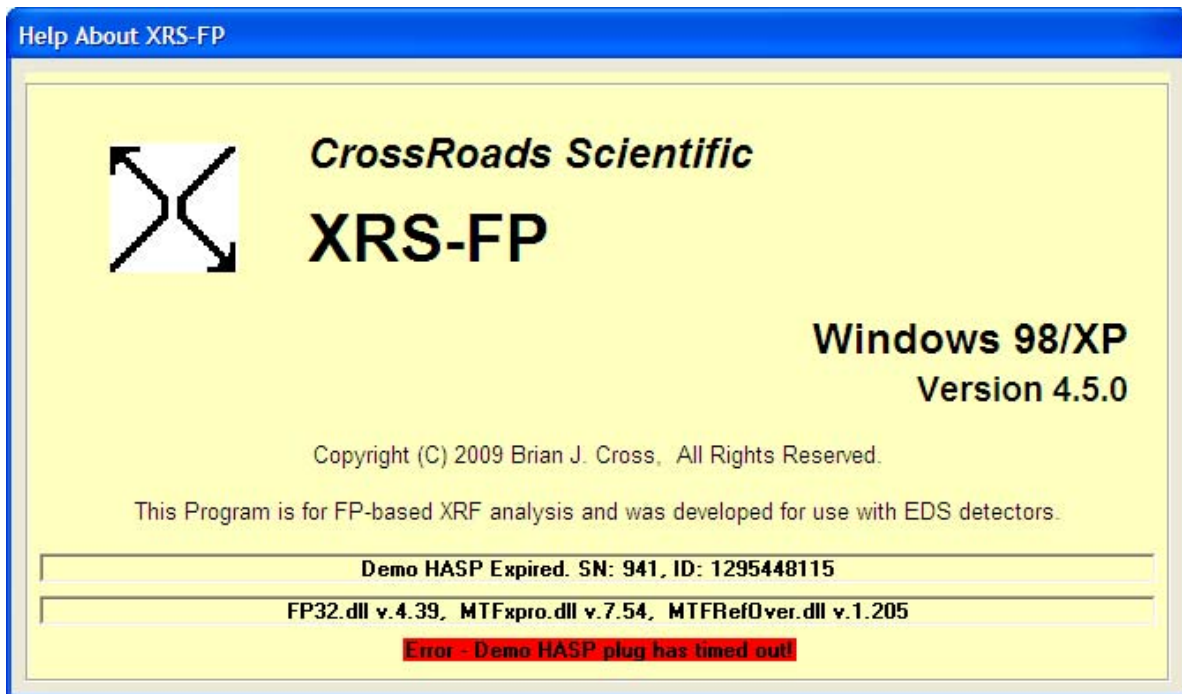 Help About XRS-FP
CrossRoads Scientific
XRS-FP
Windows 98/XP
Version 4.5.0
Copyright (C) 2009 Brian J. Cross, All Rights Reserved.
This Program is for FP-based XRF analysis and was developed for use with EDS detectors.
Demo HASP Expired. SN: 941, ID: 1295448115
FP32.dll v.4.39, MTFxpro.dll v.7.54, MTFRefOver.dll v.1.205
Error - Demo HASP plug has timed out!